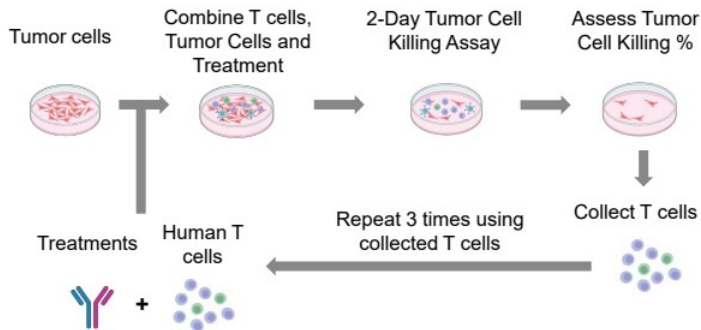 Tumor cells
Combine T cells,
Tumor Cells and
Treatment
2-Day Tumor Cell
Killing Assay
Assess Tumor
Cell Killing %
Collect T cells
Repeat 3 times using
collected T cells
Treatments
Human T
cells
+